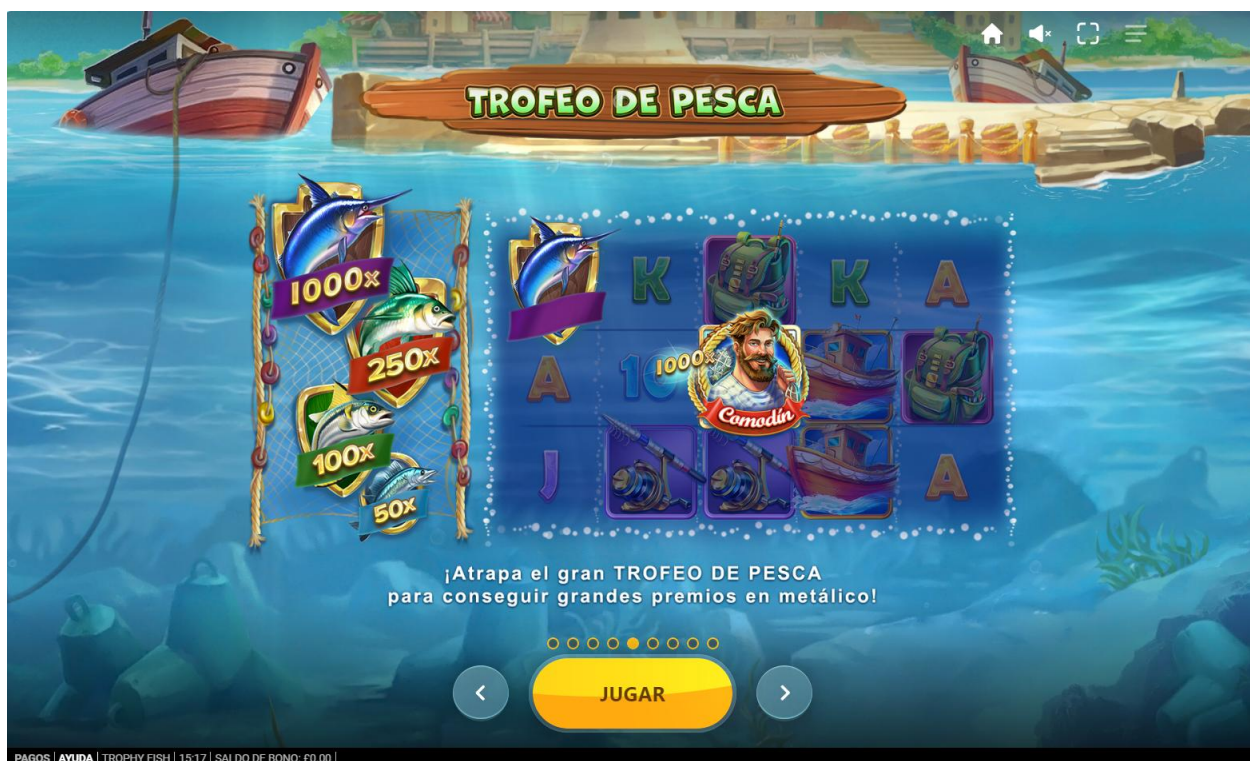 TROFEO DE PESCA
1000x
250x
100x
50x
K K A
A 10 1000x
Comodín
J A
¡Atrapa el gran TROFEO DE PESCA
para conseguir grandes premios en metálico!
JUGAR
PAGOS | AYUDA | TROPHY FISH | 15:17 | SALDO DE BONO: £0.00 |